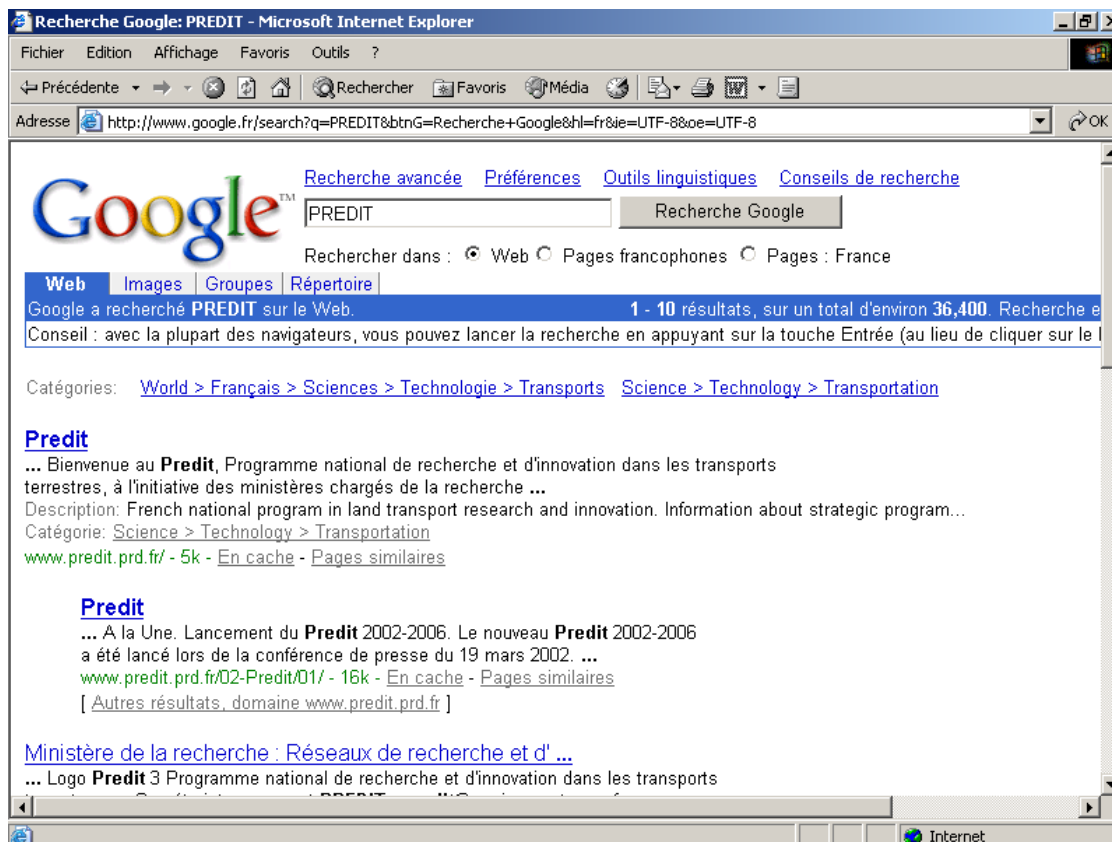 Recherche Google: PREDIT - Microsoft Internet Explorer
Fichier Edition Affichage Favoris Outils ?
Précédente Rechercher Favoris Média
Adresse http://www.google.fr/search?q=PREDIT&btnG=Recherche+Google&hl=fr&ie=UTF-8&oe=UTF-8 OK
Recherche avancée Préférences Outils linguistiques Conseils de recherche
Google™ PREDIT Recherche Google
Rechercher dans : Web Pages francophones Pages : France
Web Images Groupes Répertoire
Google a recherché PREDIT sur le Web. 1 - 10 résultats, sur un total d'environ 36,400. Recherche e
Conseil : avec la plupart des navigateurs, vous pouvez lancer la recherche en appuyant sur la touche Entrée (au lieu de cliquer sur le
Catégories: World > Français > Sciences > Technologie > Transports Science > Technology > Transportation
Predit
... Bienvenue au Predit, Programme national de recherche et d'innovation dans les transports
terrestres, à l'initiative des ministères chargés de la recherche ...
Description: French national program in land transport research and innovation. Information about strategic program...
Catégorie: Science > Technology > Transportation
www.predit.prd.fr/ - 5k - En cache - Pages similaires
Predit
... A la Une. Lancement du Predit 2002-2006. Le nouveau Predit 2002-2006
a été lancé lors de la conférence de presse du 19 mars 2002. ...
www.predit.prd.fr/02-Predit/01/ - 16k - En cache - Pages similaires
[ Autres résultats, domaine www.predit.prd.fr ]
Ministère de la recherche : Réseaux de recherche et d' ...
... Logo Predit 3 Programme national de recherche et d'innovation dans les transports
Internet